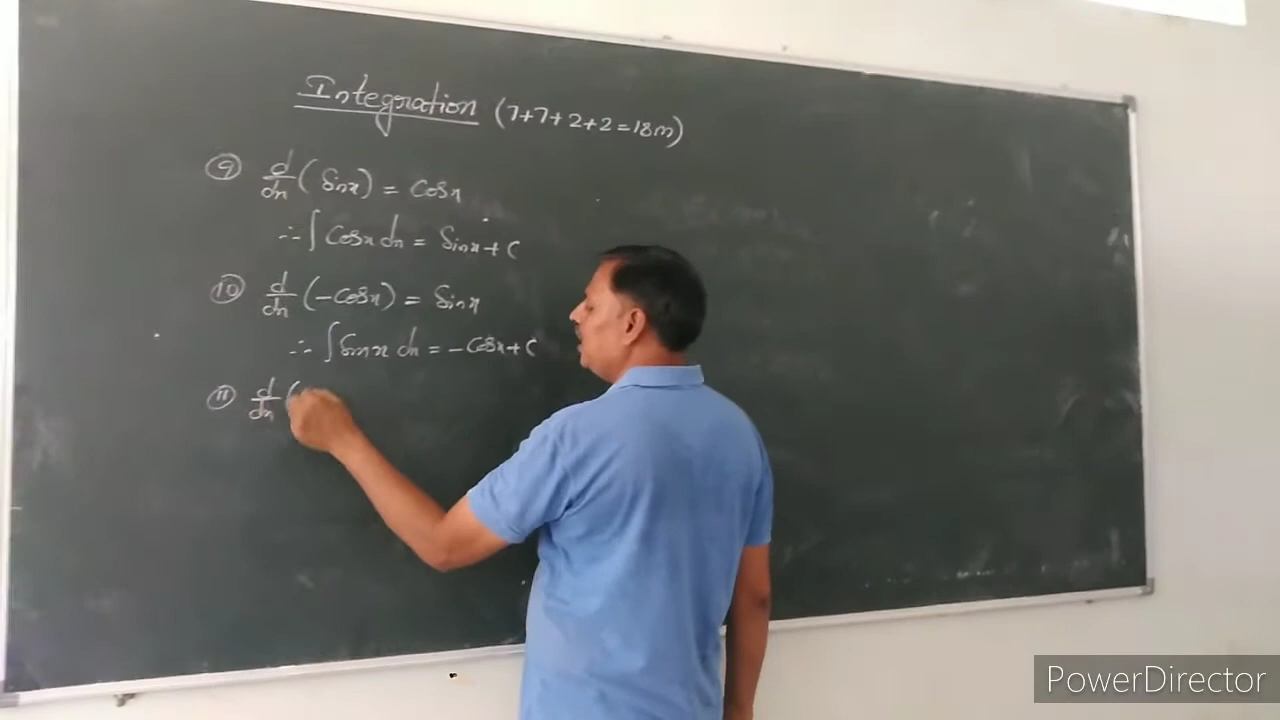 Integration (7+7+2+2=18m)
⑨ d/dx (Sinx) = Cosx
∴ ∫ Cosx dx = Sinx + C
⑩ d/dx (-Cosx) = Sinx
∴ ∫ Sinx dx = -Cosx + C
⑪ d/dx (
PowerDirector